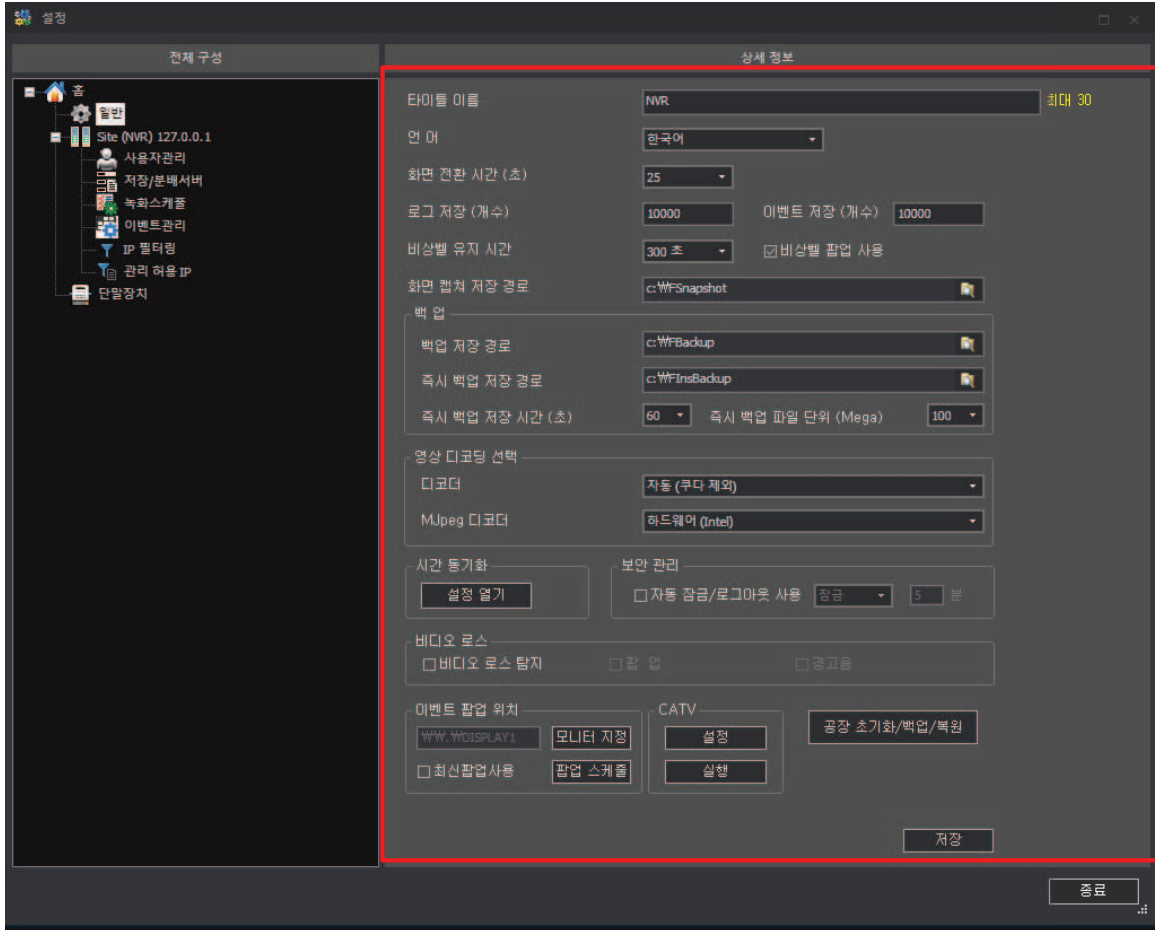 설정
전체 구성
상세 정보
홈
일반
Site (NVR) 127.0.0.1
사용자관리
저장/분배서버
녹화스케쥴
이벤트관리
IP 필터링
관리 허용 IP
단말장치
타이틀 이름 NVR 최대 30
언 어 한국어
화면 전환 시간 (초) 25
로그 저장 (개수) 10000 이벤트 저장 (개수) 10000
비상벨 유지 시간 300 초 비상벨 팝업 사용
화면 캡쳐 저장 경로 c:₩FSnapshot
백 업
백업 저장 경로 c:₩FBackup
즉시 백업 저장 경로 c:₩FInsBackup
즉시 백업 저장 시간 (초) 60 즉시 백업 파일 단위 (Mega) 100
영상 디코딩 선택
디코더 자동 (쿠다 제외)
MJpeg 디코더 하드웨어 (Intel)
시간 동기화 보안 관리
설정 열기 자동 잠금/로그아웃 사용 잠금 5 분
비디오 로스
비디오 로스 탐지 팝 업 경고음
이벤트 팝업 위치 CATV
₩₩.₩DISPLAY1 모니터 지정 설정 공장 초기화/백업/복원
최신팝업사용 팝업 스케줄 실행
저장
종료